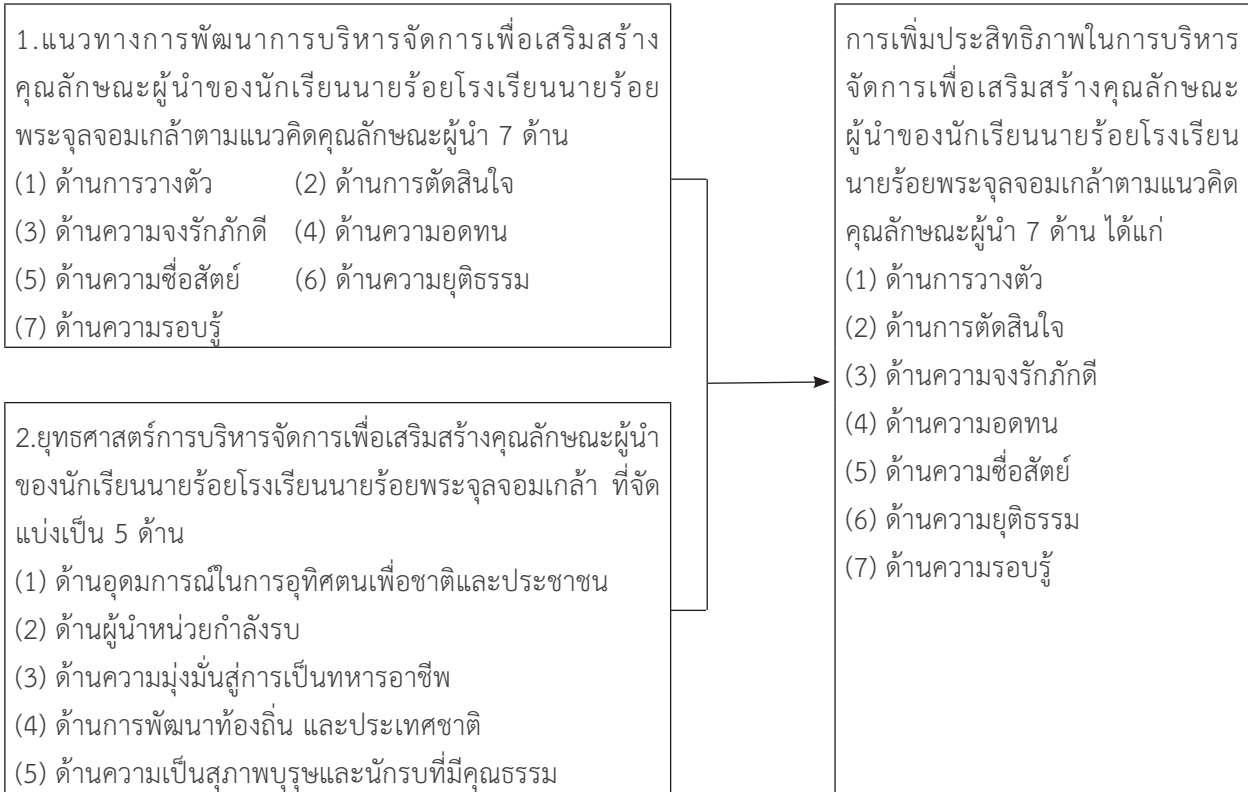 1.แนวทางการพัฒนาการบริหารจัดการเพื่อเสริมสร้าง
คุณลักษณะผู้นำของนักเรียนนายร้อยโรงเรียนนายร้อย
พระจุลจอมเกล้าตามแนวคิดคุณลักษณะผู้นำ 7 ด้าน
(1) ด้านการวางตัว (2) ด้านการตัดสินใจ
(3) ด้านความจงรักภักดี (4) ด้านความอดทน
(5) ด้านความซื่อสัตย์ (6) ด้านความยุติธรรม
(7) ด้านความรอบรู้
2.ยุทธศาสตร์การบริหารจัดการเพื่อเสริมสร้างคุณลักษณะผู้นำ
ของนักเรียนนายร้อยโรงเรียนนายร้อยพระจุลจอมเกล้า ที่จัด
แบ่งเป็น 5 ด้าน
(1) ด้านอุดมการณ์ในการอุทิศตนเพื่อชาติและประชาชน
(2) ด้านผู้นำหน่วยกำลังรบ
(3) ด้านความมุ่งมั่นสู่การเป็นทหารอาชีพ
(4) ด้านการพัฒนาท้องถิ่น และประเทศชาติ
(5) ด้านความเป็นสุภาพบุรุษและนักรบที่มีคุณธรรม
การเพิ่มประสิทธิภาพในการบริหาร
จัดการเพื่อเสริมสร้างคุณลักษณะ
ผู้นำของนักเรียนนายร้อยโรงเรียน
นายร้อยพระจุลจอมเกล้าตามแนวคิด
คุณลักษณะผู้นำ 7 ด้าน ได้แก่
(1) ด้านการวางตัว
(2) ด้านการตัดสินใจ
(3) ด้านความจงรักภักดี
(4) ด้านความอดทน
(5) ด้านความซื่อสัตย์
(6) ด้านความยุติธรรม
(7) ด้านความรอบรู้